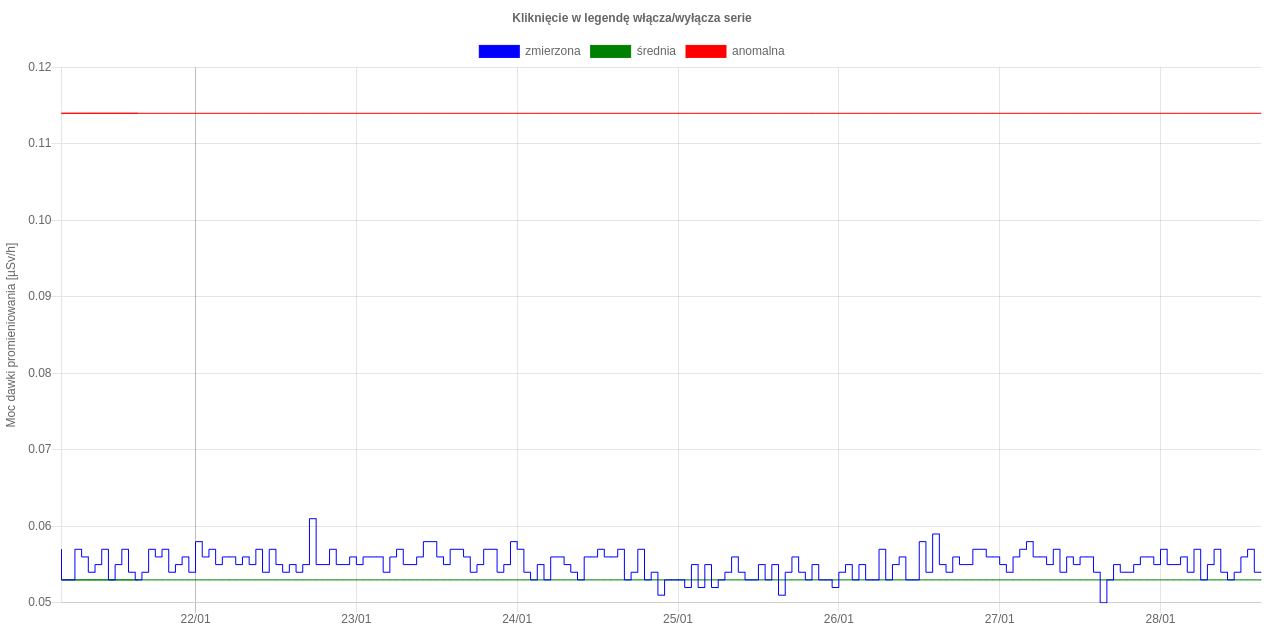 Kliknięcie w legendę włącza/wyłącza serie
zmierzona średnia anomalna
0.12
0.11
0.10
0.09
0.08
0.07
0.06
0.05
Moc dawki promieniowania [µSv/h]
22/01 23/01 24/01 25/01 26/01 27/01 28/01